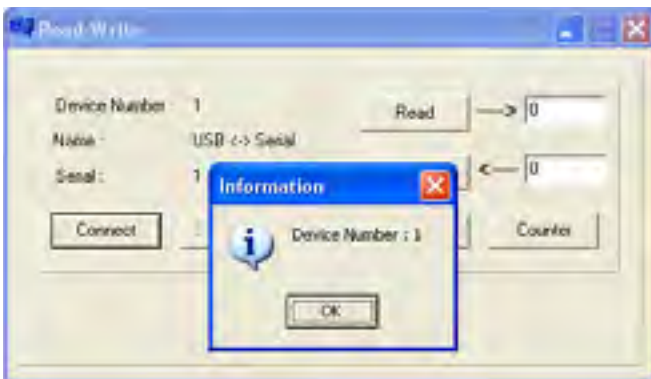 Read-Write
Device Number 1
Read ---> 0
Name : USB <-> Serial
<--- 0
Serial : 1
Information
Device Number : 1
Connect
Counter
OK